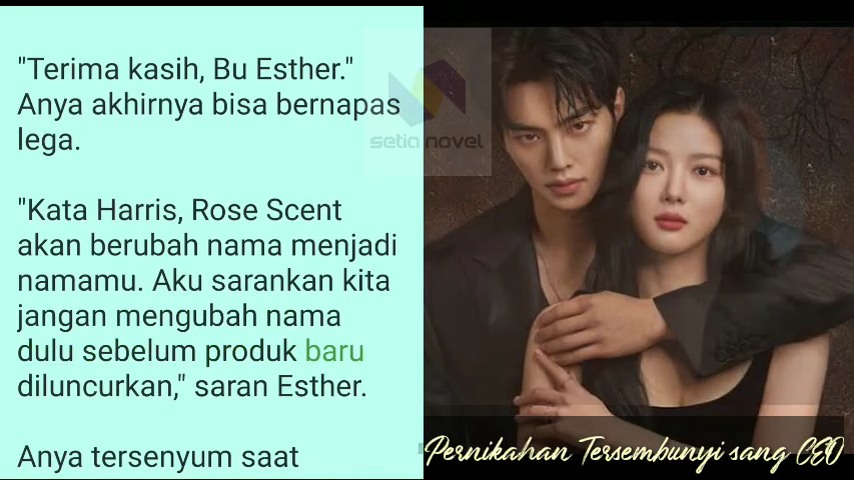 "Terima kasih, Bu Esther."
Anya akhirnya bisa bernapas
lega.
"Kata Harris, Rose Scent
akan berubah nama menjadi
namamu. Aku sarankan kita
jangan mengubah nama
dulu sebelum produk baru
diluncurkan," saran Esther.
Anya tersenyum saat
setia novel
Pernikahan Tersembunyi sang CEO